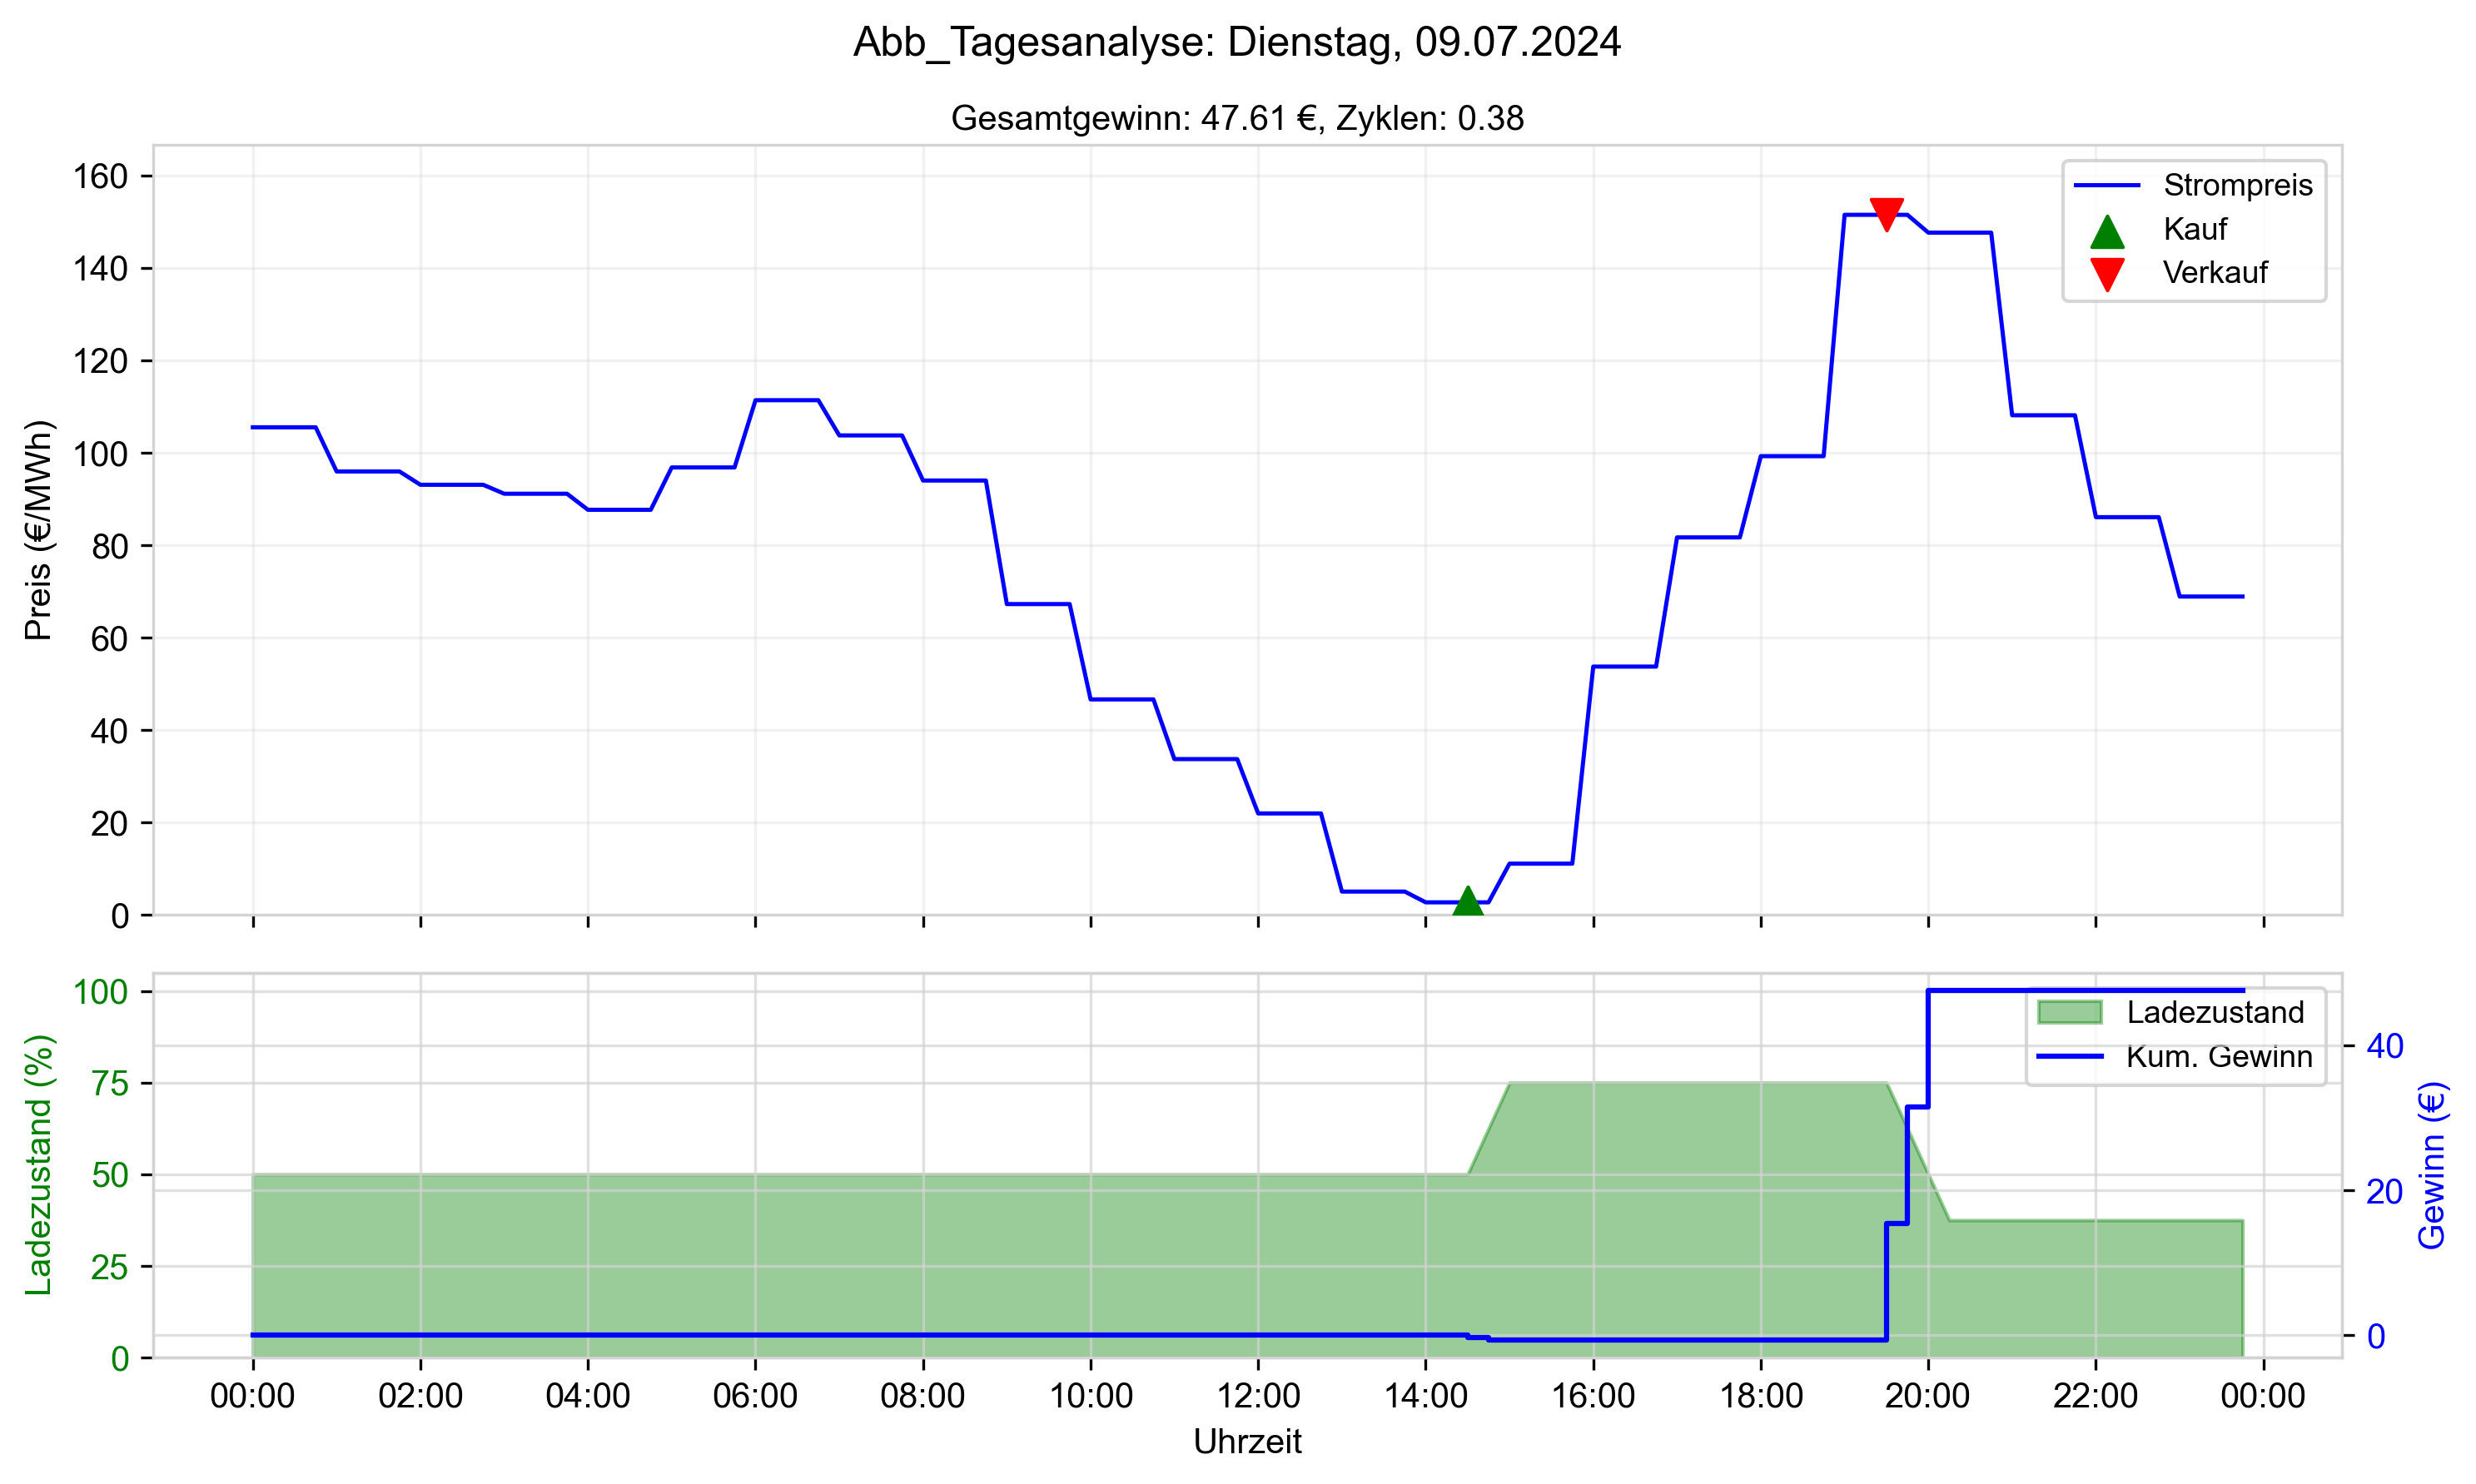 Abb_Tagesanalyse: Dienstag, 09.07.2024
Gesamtgewinn: 47.61 €, Zyklen: 0.38
Preis (€/MWh)
160
140
120
100
80
60
40
20
0
Strompreis
Kauf
Verkauf
Ladezustand (%)
100
75
50
25
0
Ladezustand
Kum. Gewinn
40
20
0
Gewinn (€)
00:00 02:00 04:00 06:00 08:00 10:00 12:00 14:00 16:00 18:00 20:00 22:00 00:00
Uhrzeit